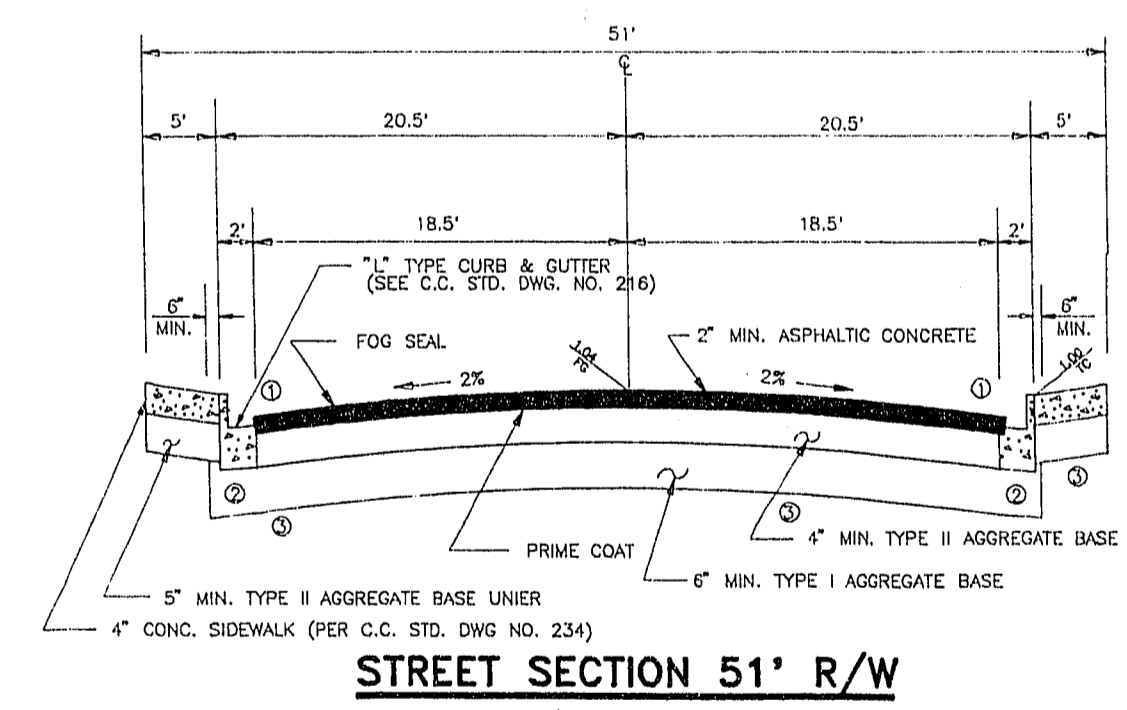 51'
℄
5'
20.5'
20.5'
5'
2'
18.5'
18.5'
2'
"L" TYPE CURB & GUTTER
(SEE C.C. STD. DWG. NO. 216)
6"
MIN.
6"
MIN.
FOG SEAL
2" MIN. ASPHALTIC CONCRETE
1.04
FG
1.00
TC
2%
2%
①
①
②
②
③
③
③
PRIME COAT
4" MIN. TYPE II AGGREGATE BASE
6" MIN. TYPE I AGGREGATE BASE
5" MIN. TYPE II AGGREGATE BASE UNIER
4" CONC. SIDEWALK (PER C.C. STD. DWG NO. 234)
STREET SECTION 51' R/W